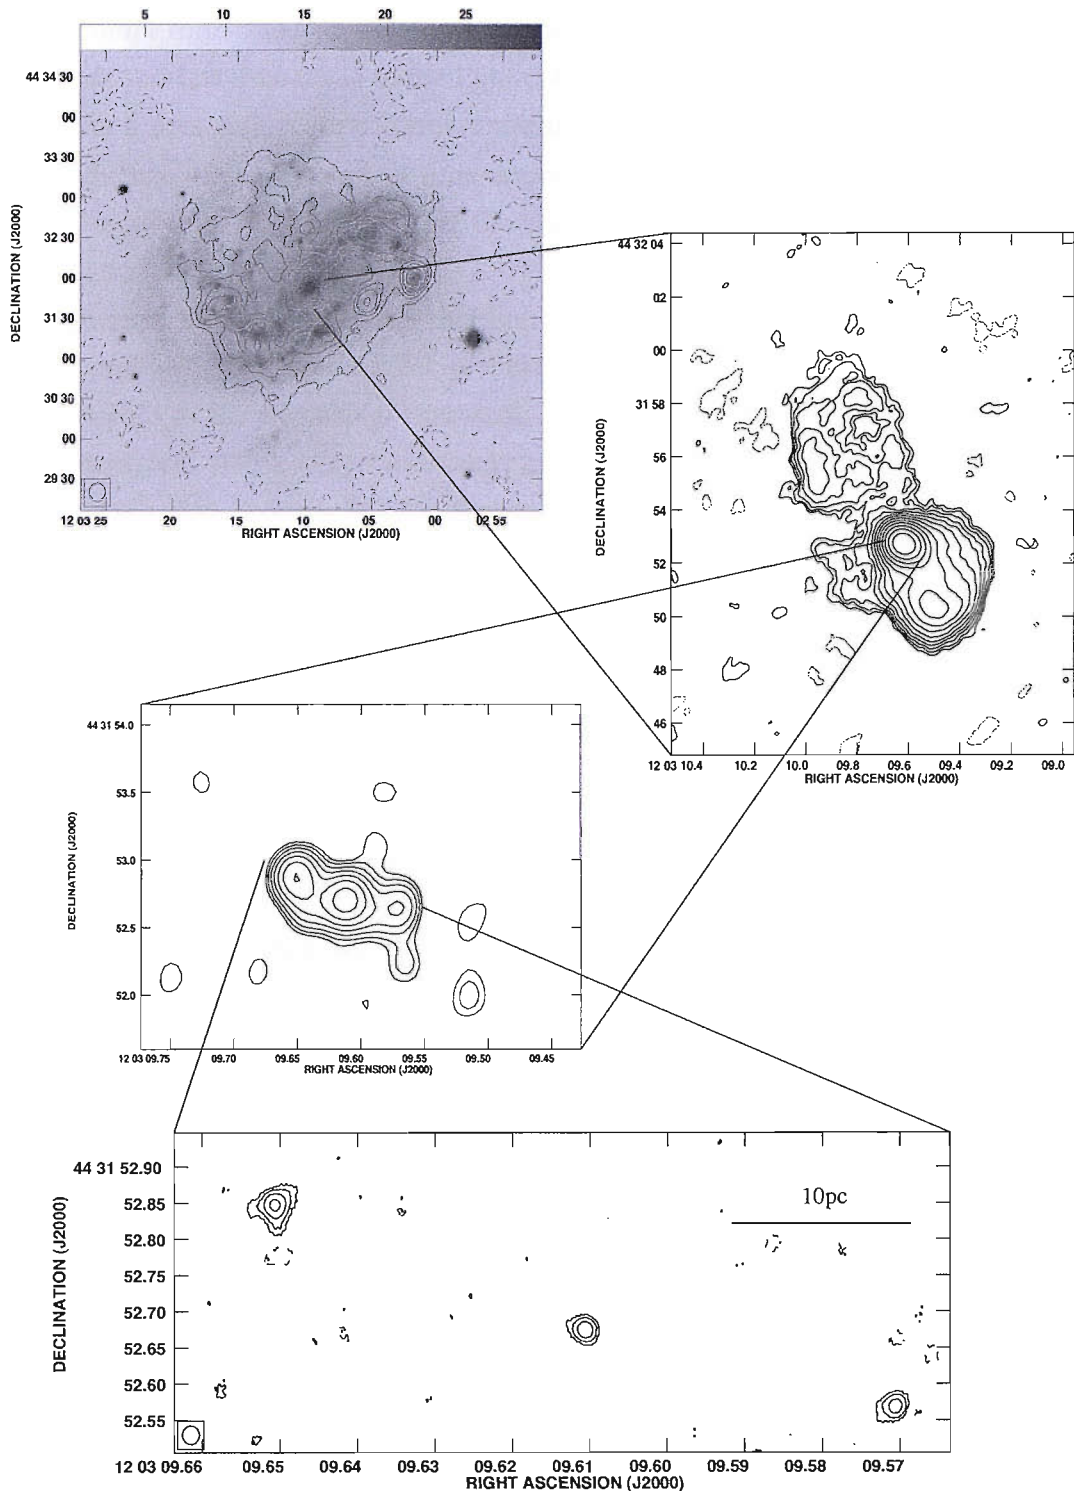 5 10 15 20 25
44 34 30
00
33 30
00
32 30
00
31 30
00
30 30
00
29 30
DECLINATION (J2000)
12 03 25 20 15 10 05 00 02 55
RIGHT ASCENSION (J2000)
44 32 04
02
00
31 58
56
54
52
50
48
46
DECLINATION (J2000)
12 03 10.4 10.2 10.0 09.8 09.6 09.4 09.2 09.0
RIGHT ASCENSION (J2000)
44 31 54.0
53.5
53.0
52.5
52.0
DECLINATION (J2000)
12 03 09.75 09.70 09.65 09.60 09.55 09.50 09.45
RIGHT ASCENSION (J2000)
10pc
44 31 52.90
52.85
52.80
52.75
52.70
52.65
52.60
52.55
DECLINATION (J2000)
12 03 09.66 09.65 09.64 09.63 09.62 09.61 09.60 09.59 09.58 09.57
RIGHT ASCENSION (J2000)